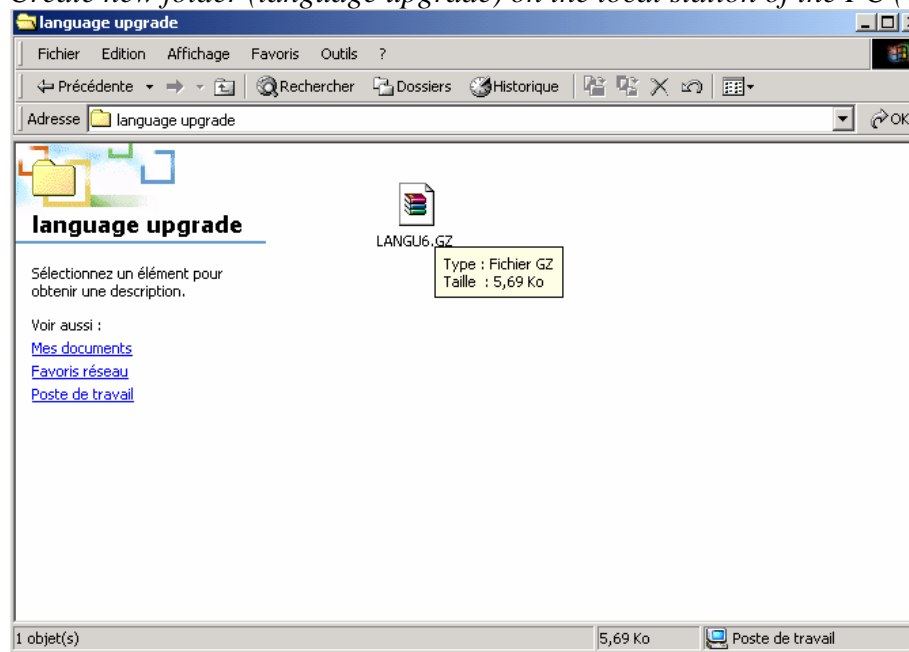 Create new folder (language upgrade) on the local station of the PC (
language upgrade
Fichier Edition Affichage Favoris Outils ?
Précédente Rechercher Dossiers Historique
Adresse language upgrade OK
language upgrade
LANGU6.GZ
Type : Fichier GZ
Taille : 5,69 Ko
Sélectionnez un élément pour
obtenir une description.
Voir aussi :
Mes documents
Favoris réseau
Poste de travail
1 objet(s) 5,69 Ko Poste de travail